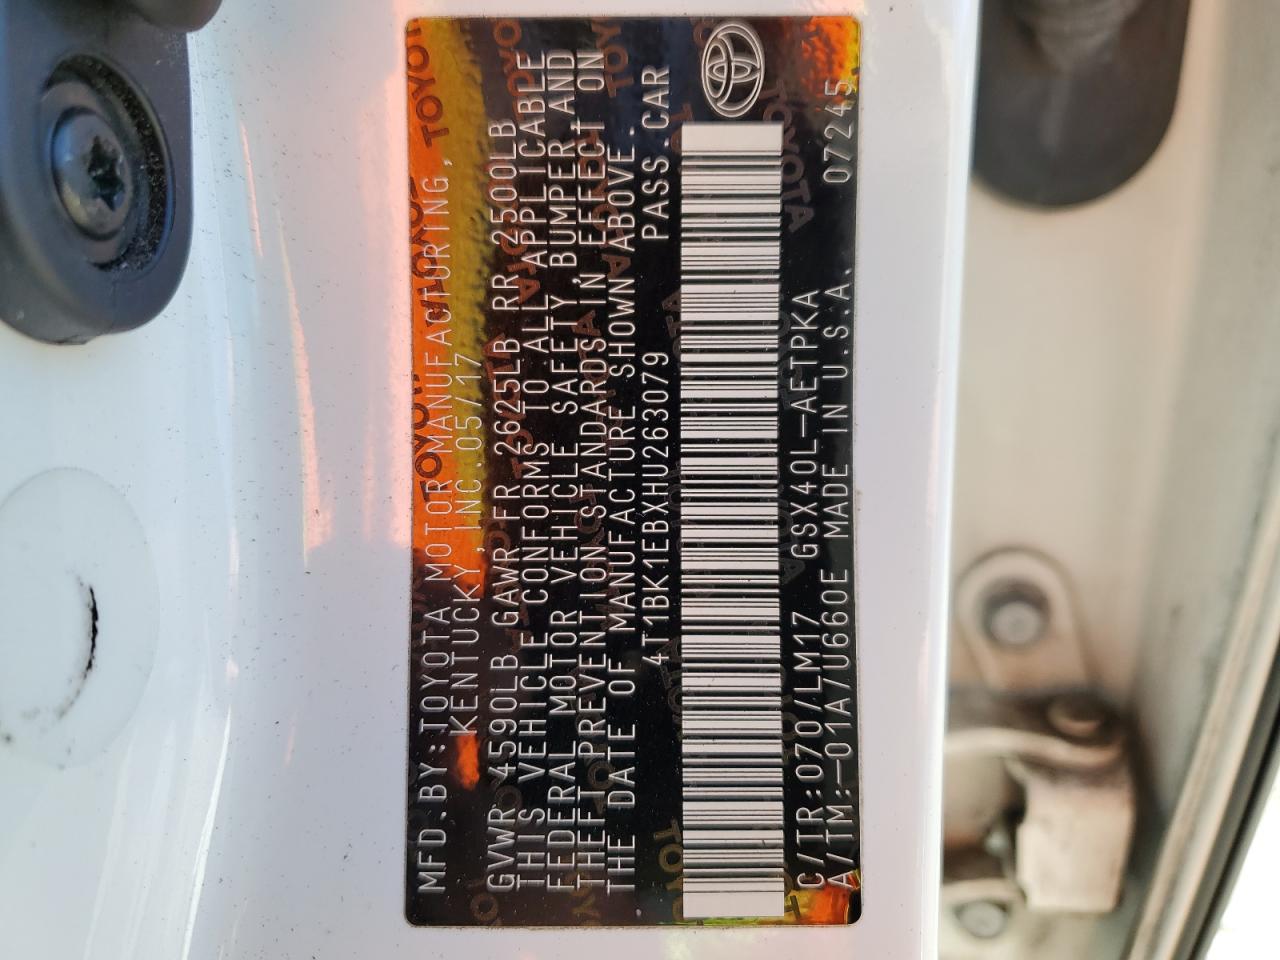 MFD.BY:TOYOTA MOTOR MANUFACTURING,
KENTUCKY, INC.05/17
GVWR 4590LB GAWR FR 2625LB RR 2500LB
THIS VEHICLE CONFORMS TO ALL APPLICABLE
FEDERAL MOTOR VEHICLE SAFETY,BUMPER AND
THEFT PREVENTION STANDARDS IN EFFECT ON
THE DATE OF MANUFACTURE SHOWN ABOVE.
4T1BK1EBXHU263079 PASS.CAR
C/TR:070/LM17 GSX40L-AETPKA
A/TM:-01A/U660E MADE IN U.S.A. 07245